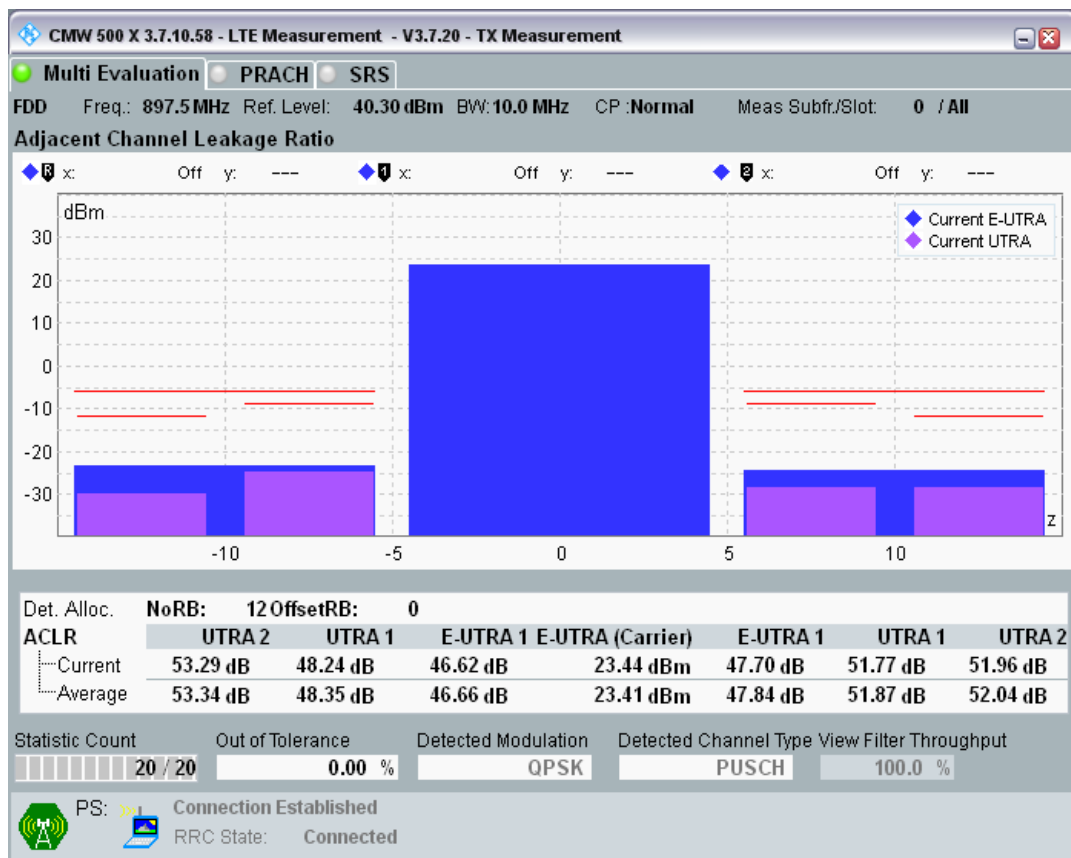 CMW 500 X 3.7.10.58 - LTE Measurement - V3.7.20 - TX Measurement
Multi Evaluation PRACH SRS
FDD Freq.: 897.5 MHz Ref. Level: 40.30 dBm BW: 10.0 MHz CP :Normal Meas Subfr./Slot: 0 / All
Adjacent Channel Leakage Ratio
R x: Off y: --- 1 x: Off y: --- 2 x: Off y: ---
dBm
Current E-UTRA
Current UTRA
30
20
10
0
-10
-20
-30
z
-10 -5 0 5 10
Det. Alloc. NoRB: 12 OffsetRB: 0
ACLR UTRA 2 UTRA 1 E-UTRA 1 E-UTRA (Carrier) E-UTRA 1 UTRA 1 UTRA 2
Current 53.29 dB 48.24 dB 46.62 dB 23.44 dBm 47.70 dB 51.77 dB 51.96 dB
Average 53.34 dB 48.35 dB 46.66 dB 23.41 dBm 47.84 dB 51.87 dB 52.04 dB
Statistic Count Out of Tolerance Detected Modulation Detected Channel Type View Filter Throughput
20 / 20 0.00 % QPSK PUSCH 100.0 %
PS: Connection Established
RRC State: Connected